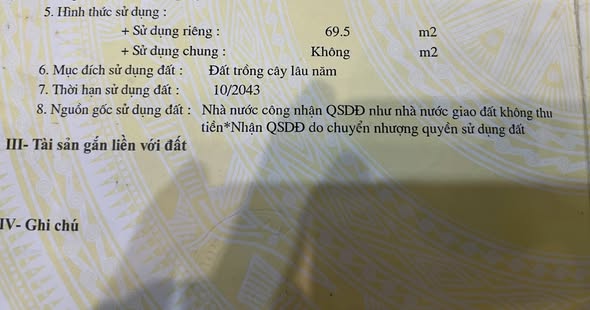 5. Hình thức sử dụng :
+ Sử dụng riêng : 69.5 m2
+ Sử dụng chung : Không m2
6. Mục đích sử dụng đất : Đất trồng cây lâu năm
7. Thời hạn sử dụng đất : 10/2043
8. Nguồn gốc sử dụng đất : Nhà nước công nhận QSDĐ như nhà nước giao đất không thu
tiền*Nhận QSDĐ do chuyển nhượng quyền sử dụng đất
III- Tài sản gắn liền với đất
IV- Ghi chú